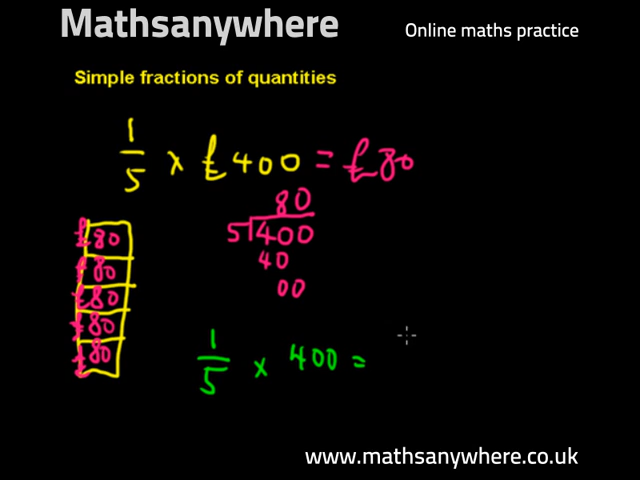 Mathsanywhere
Online maths practice
Simple fractions of quantities
1/5 × £400 = £80
80
5 400
40
00
£80
£80
£80
£80
£80
1/5 × 400 =
www.mathsanywhere.co.uk